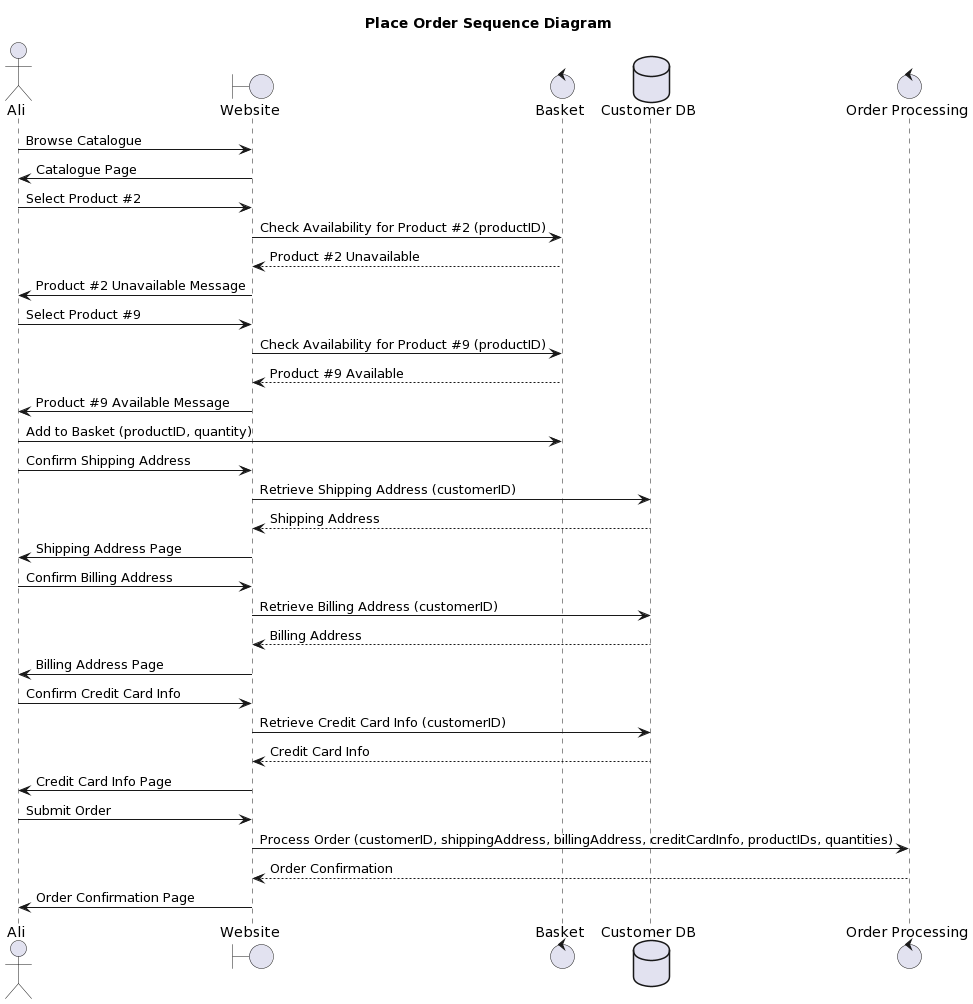 Place Order Sequence Diagram
Ali Website Basket Customer DB Order Processing
Browse Catalogue
Catalogue Page
Select Product #2
Check Availability for Product #2 (productID)
Product #2 Unavailable
Product #2 Unavailable Message
Select Product #9
Check Availability for Product #9 (productID)
Product #9 Available
Product #9 Available Message
Add to Basket (productID, quantity)
Confirm Shipping Address
Retrieve Shipping Address (customerID)
Shipping Address
Shipping Address Page
Confirm Billing Address
Retrieve Billing Address (customerID)
Billing Address
Billing Address Page
Confirm Credit Card Info
Retrieve Credit Card Info (customerID)
Credit Card Info
Credit Card Info Page
Submit Order
Process Order (customerID, shippingAddress, billingAddress, creditCardInfo, productIDs, quantities)
Order Confirmation
Order Confirmation Page
Ali Website Basket Customer DB Order Processing